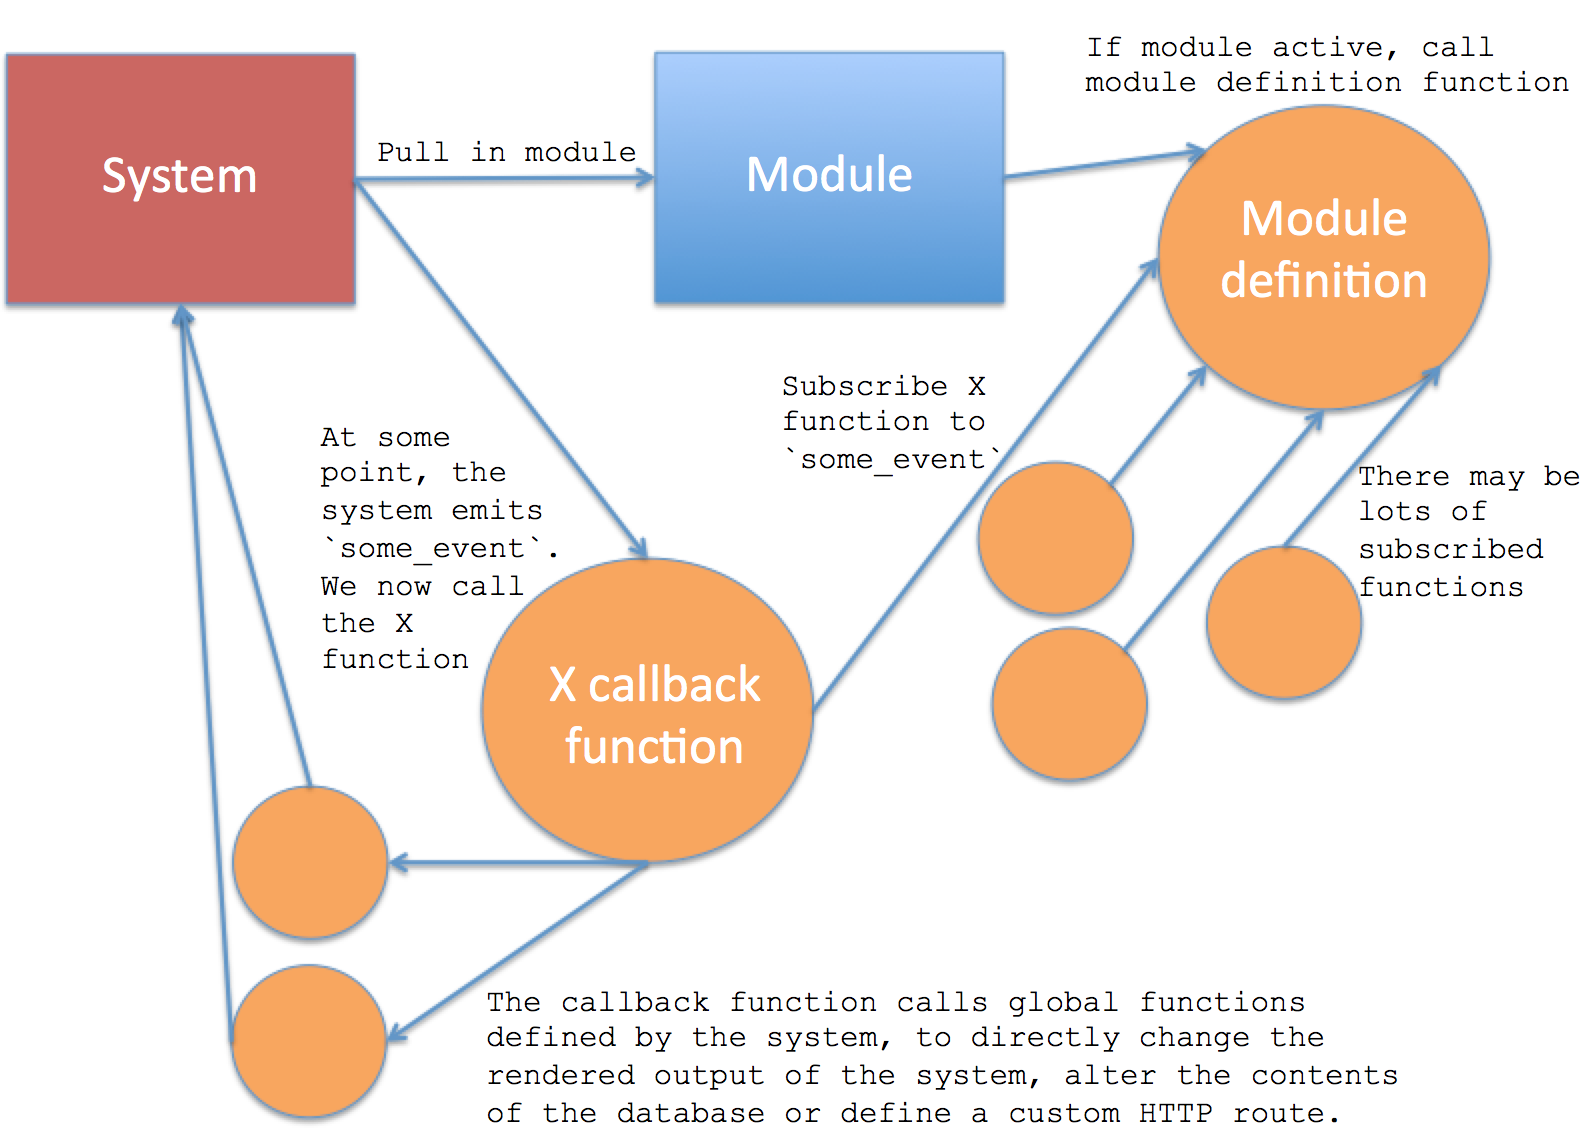 If module active, call
module definition function
System
Pull in module
Module
Module
definition
Subscribe X
function to
`some_event`
At some
point, the
system emits
`some_event`.
We now call
the X
function
There may be
lots of
subscribed
functions
X callback
function
The callback function calls global functions
defined by the system, to directly change the
rendered output of the system, alter the contents
of the database or define a custom HTTP route.